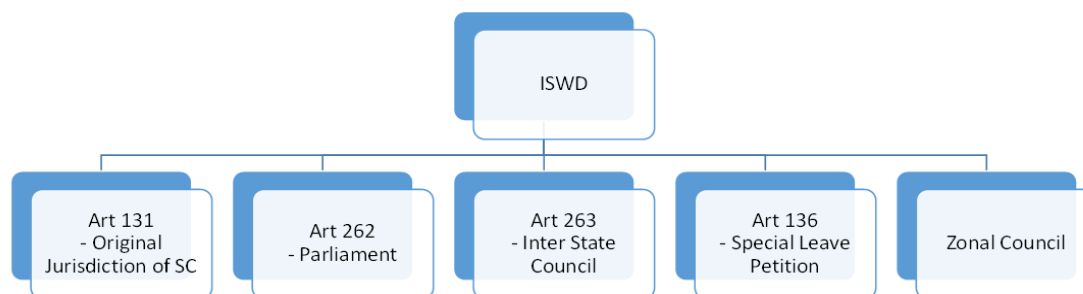 ISWD
Art 131
- Original
Jurisdiction of SC
Art 262
- Parliament
Art 263
- Inter State
Council
Art 136
- Special Leave
Petition
Zonal Council